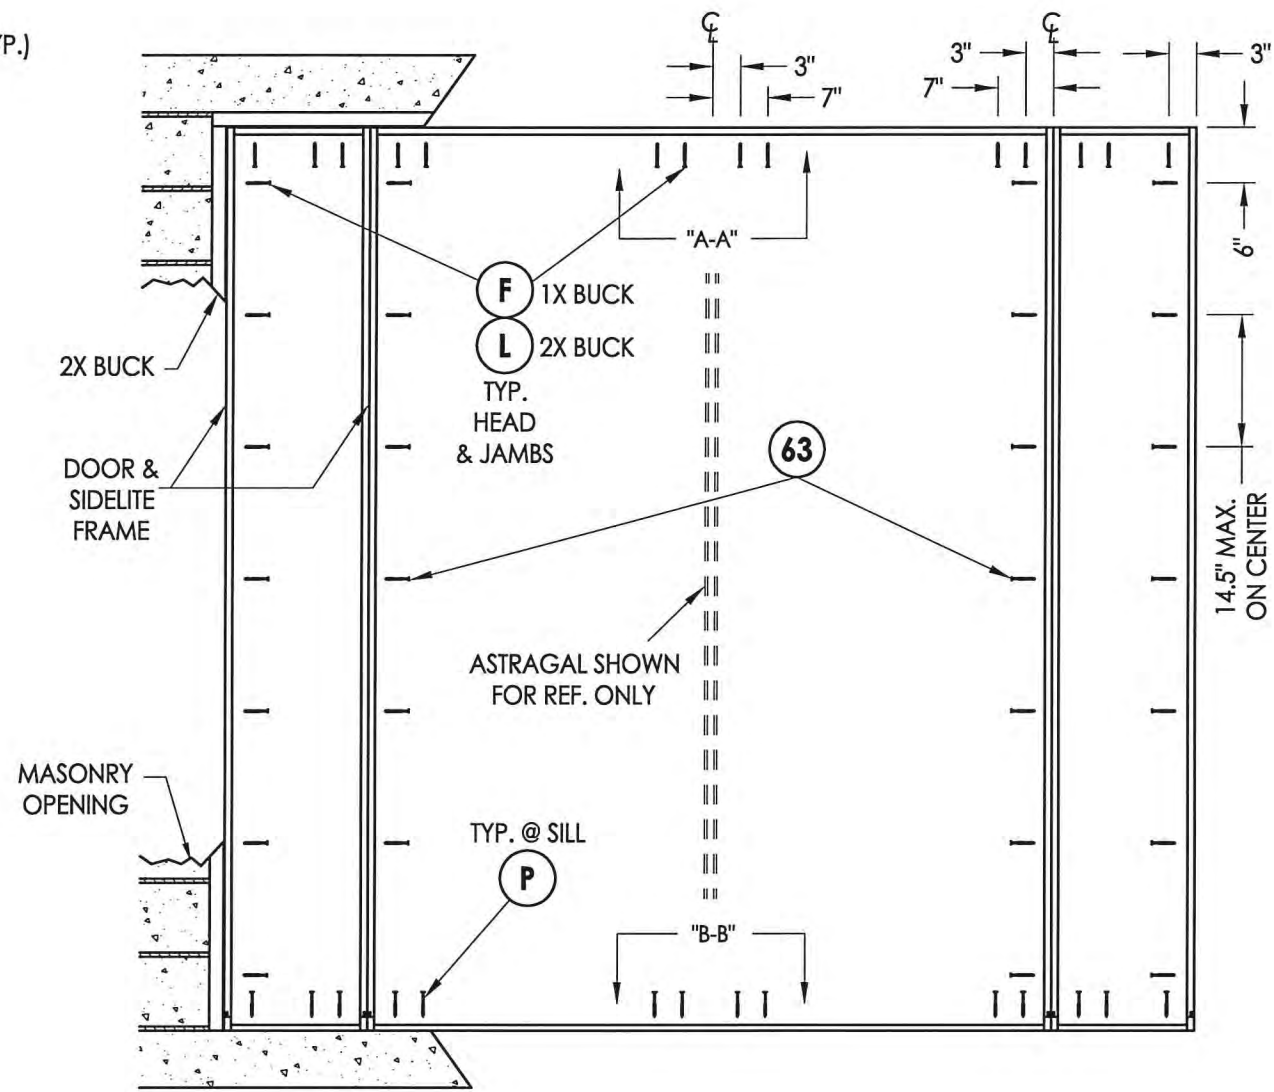 YP.)
℄
℄
3"
3"
3"
7"
7"
"A-A"
6"
F 1X BUCK
L 2X BUCK
TYP.
HEAD
& JAMBS
2X BUCK
63
DOOR &
SIDELITE
FRAME
14.5" MAX.
ON CENTER
ASTRAGAL SHOWN
FOR REF. ONLY
MASONRY
OPENING
TYP. @ SILL
P
"B-B"